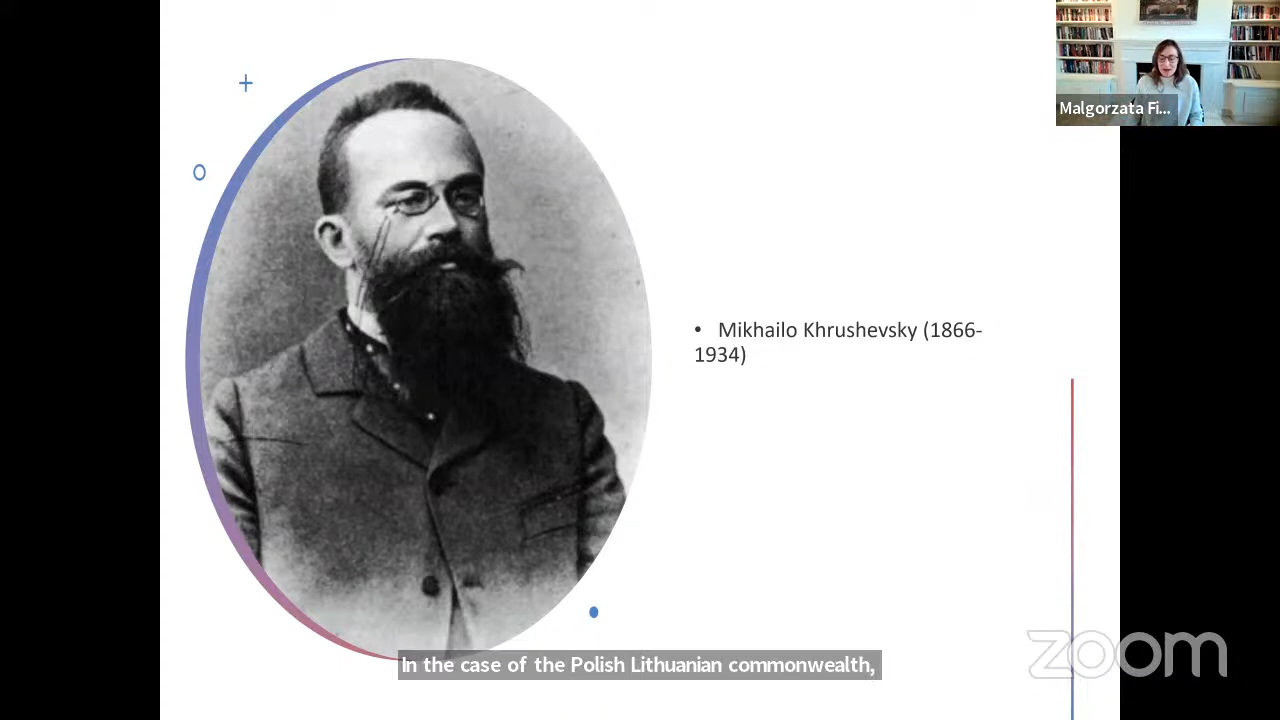 Malgorzata Fi...
• Mikhailo Khrushevsky (1866-
1934)
zoom
In the case of the Polish Lithuanian commonwealth,